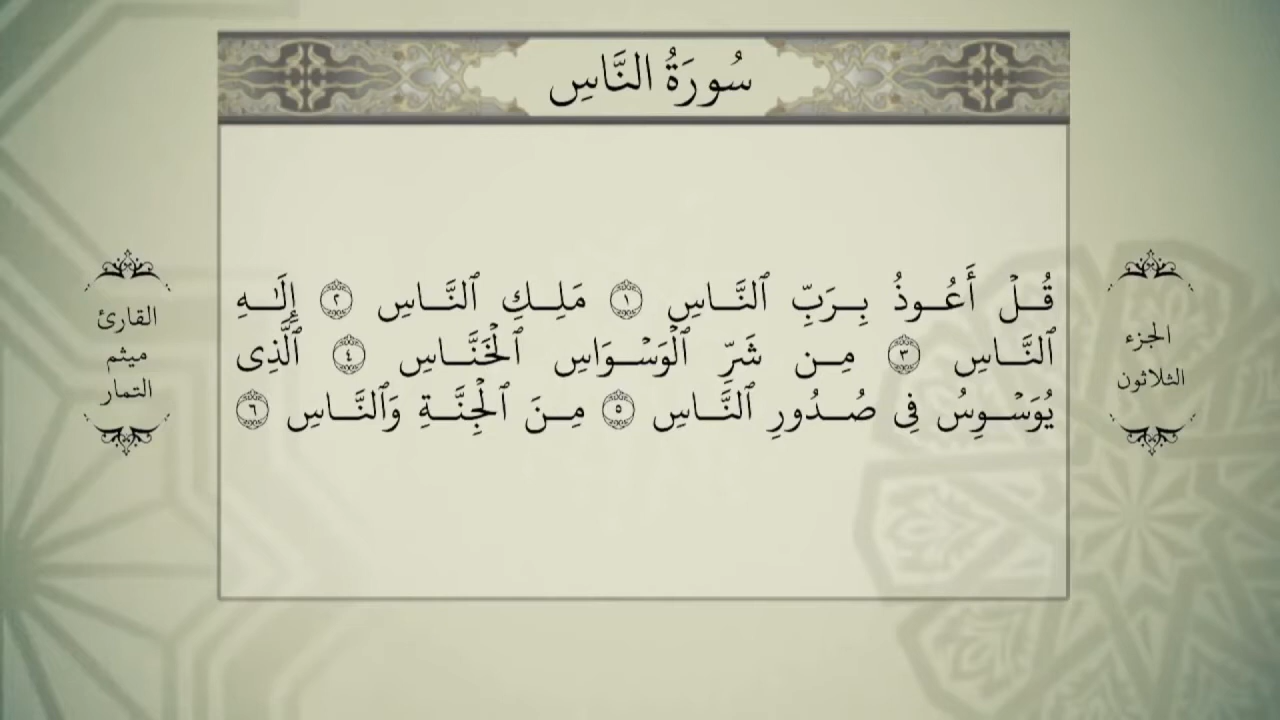 سُورَةُ النَّاسِ
قُلۡ أَعُوذُ بِرَبِّ ٱلنَّاسِ ١ مَلِكِ ٱلنَّاسِ ٢ إِلَٰهِ
ٱلنَّاسِ ٣ مِن شَرِّ ٱلۡوَسۡوَاسِ ٱلۡخَنَّاسِ ٤ ٱلَّذِى
يُوَسۡوِسُ فِى صُدُورِ ٱلنَّاسِ ٥ مِنَ ٱلۡجِنَّةِ وَٱلنَّاسِ ٦
الجزء
الثلاثون
القارئ
ميثم
التمار